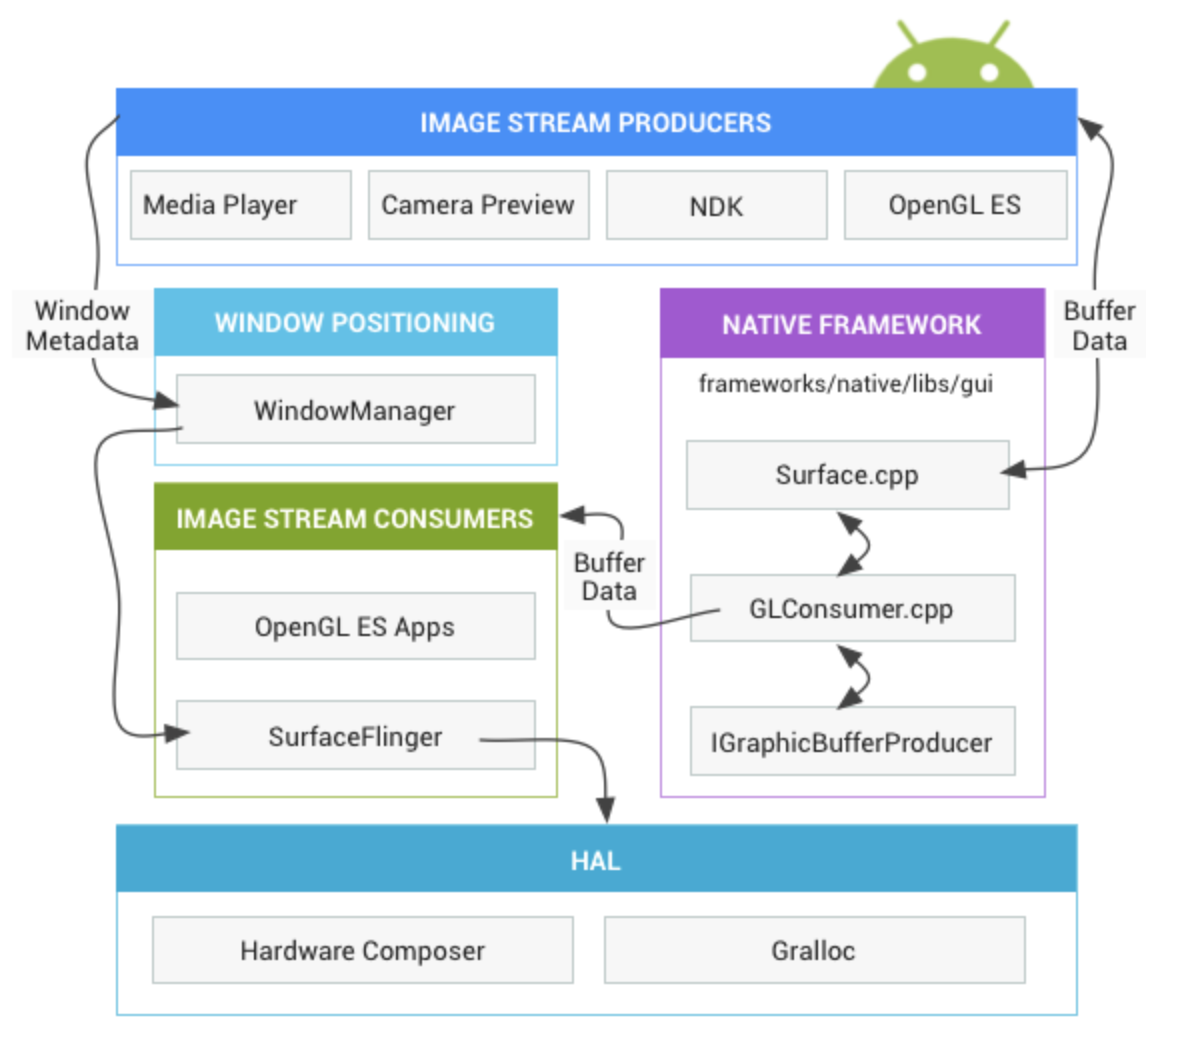 IMAGE STREAM PRODUCERS
Media Player
Camera Preview
NDK
OpenGL ES
Window
Metadata
WINDOW POSITIONING
WindowManager
NATIVE FRAMEWORK
frameworks/native/libs/gui
Buffer
Data
Surface.cpp
IMAGE STREAM CONSUMERS
Buffer
Data
OpenGL ES Apps
GLConsumer.cpp
SurfaceFlinger
IGraphicBufferProducer
HAL
Hardware Composer
Gralloc